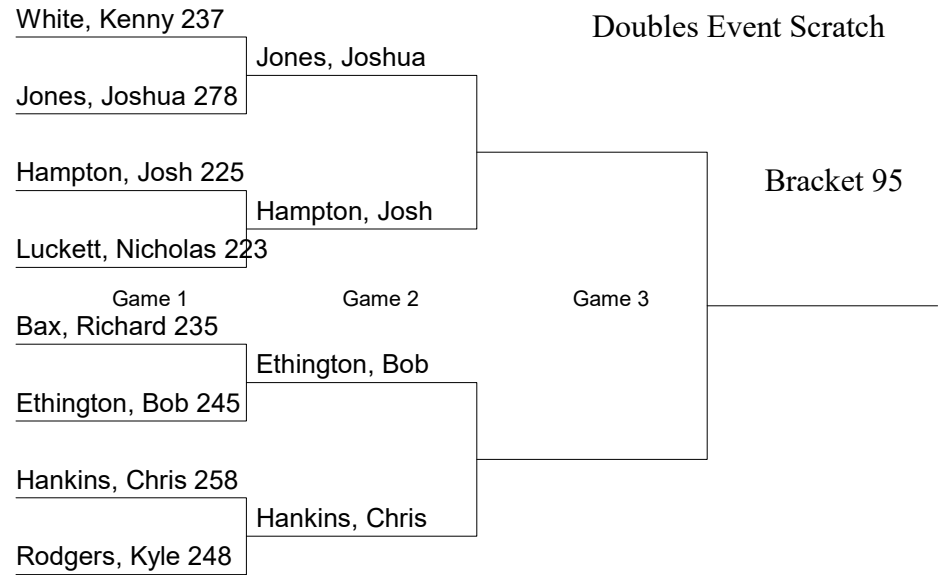 White, Kenny 237
Doubles Event Scratch
Jones, Joshua
Jones, Joshua 278
Hampton, Josh 225
Bracket 95
Hampton, Josh
Luckett, Nicholas 223
Game 1
Game 2
Game 3
Bax, Richard 235
Ethington, Bob
Ethington, Bob 245
Hankins, Chris 258
Hankins, Chris
Rodgers, Kyle 248